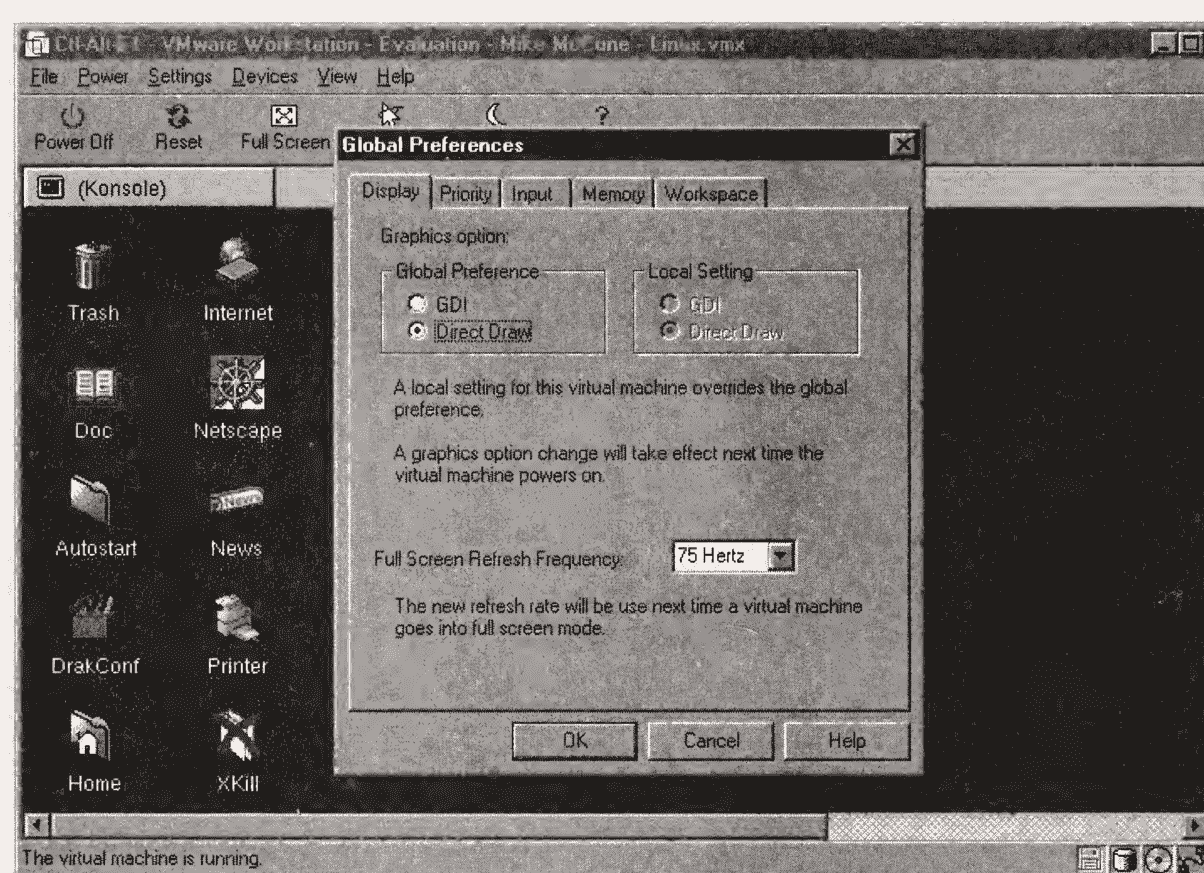 Ctl-Alt-F1 - VMware Workstation - Evaluation - Mike McCune - Linux.vmx
File Power Settings Devices View Help
Power Off Reset Full Screen
Global Preferences
(Konsole)
Display Priority Input Memory Workspace
Graphics option:
Global Preference Local Setting
GDI GDI
Direct Draw Direct Draw
Trash Internet
A local setting for this virtual machine overrides the global
preference.
Doc Netscape
A graphics option change will take effect next time the
virtual machine powers on.
News
Autostart News
Full Screen Refresh Frequency: 75 Hertz
The new refresh rate will be use next time a virtual machine
goes into full screen mode.
DrakConf Printer
OK Cancel Help
Home XKill
The virtual machine is running.